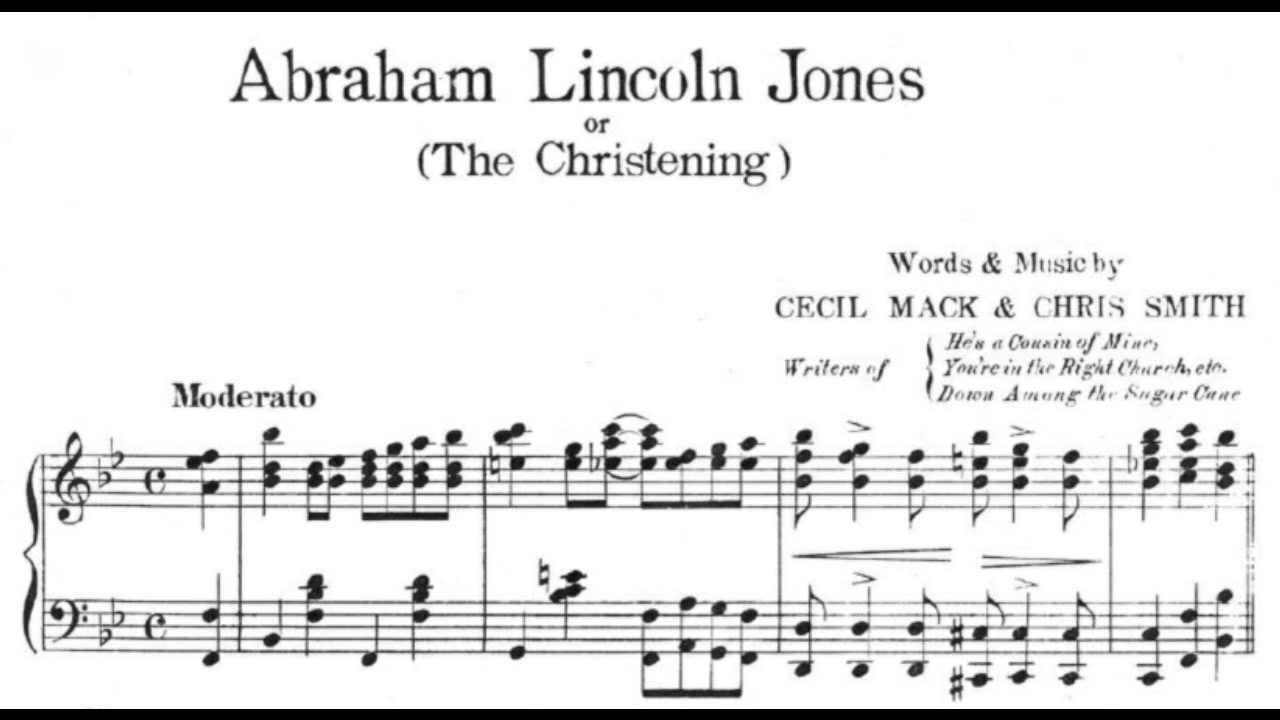 Abraham Lincoln Jones
or
(The Christening)
Words & Music by
CECIL MACK & CHRIS SMITH
Writers of
He's a Cousin of Mine,
You're in the Right Church, etc.
Down Among the Sugar Cane
Moderato